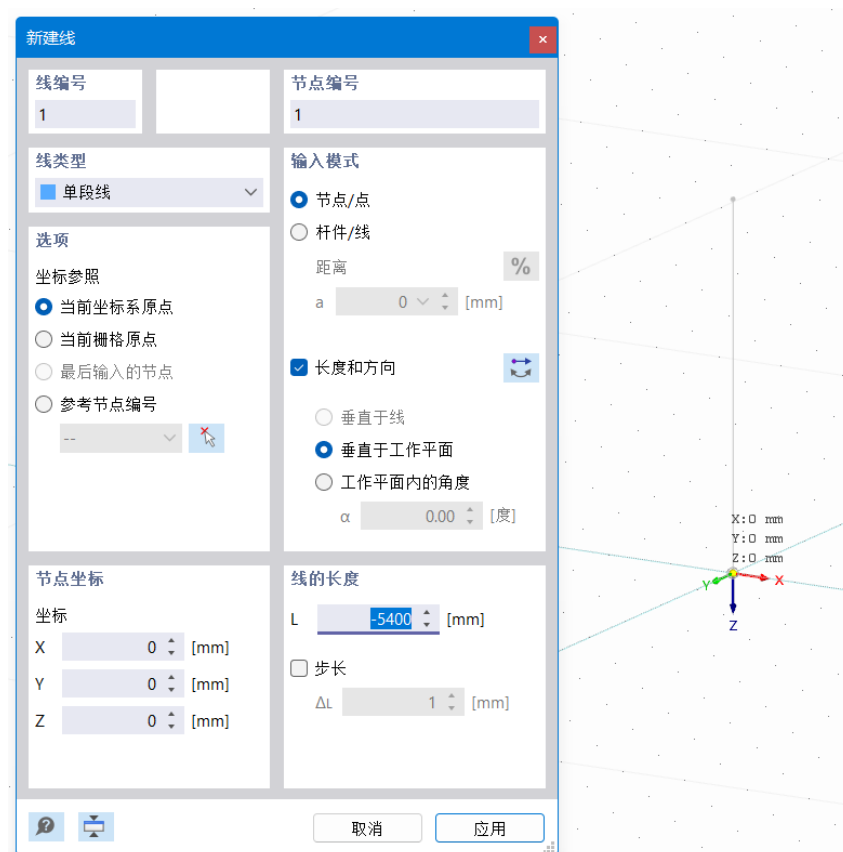 新建线
线编号
1
节点编号
1
线类型
单段线
输入模式
节点/点
杆件/线
距离
%
a 0 [mm]
选项
坐标参照
当前坐标系原点
当前栅格原点
最后输入的节点
参考节点编号
--
长度和方向
垂直于线
垂直于工作平面
工作平面内的角度
α 0.00 [度]
节点坐标
坐标
X 0 [mm]
Y 0 [mm]
Z 0 [mm]
线的长度
L -5400 [mm]
步长
ΔL 1 [mm]
取消
应用
X:0 mm
Y:0 mm
Z:0 mm
Y
X
Z